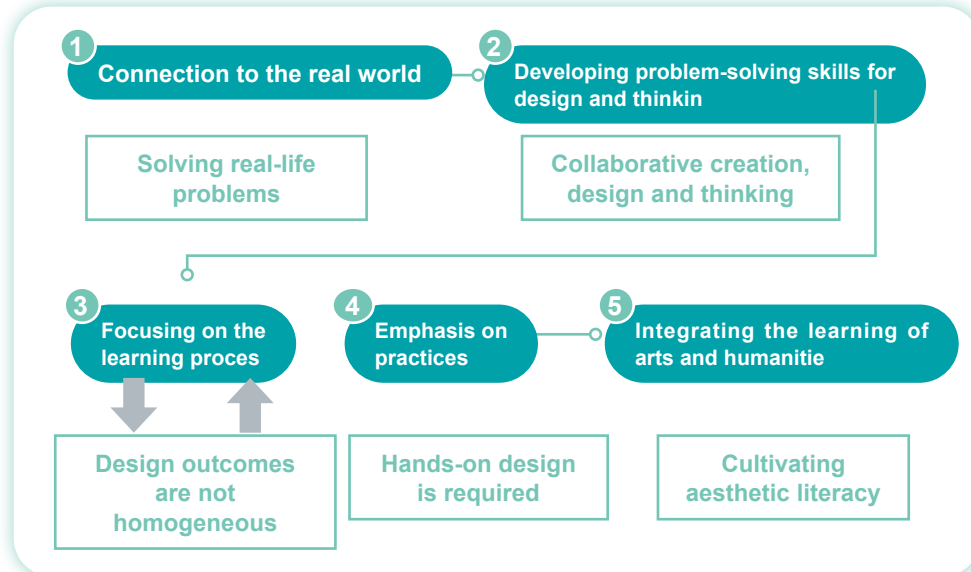 1
Connection to the real world
2
Developing problem-solving skills for
design and thinkin
Solving real-life
problems
Collaborative creation,
design and thinking
3
Focusing on the
learning proces
4
Emphasis on
practices
5
Integrating the learning of
arts and humanitie
Design outcomes
are not
homogeneous
Hands-on design
is required
Cultivating
aesthetic literacy